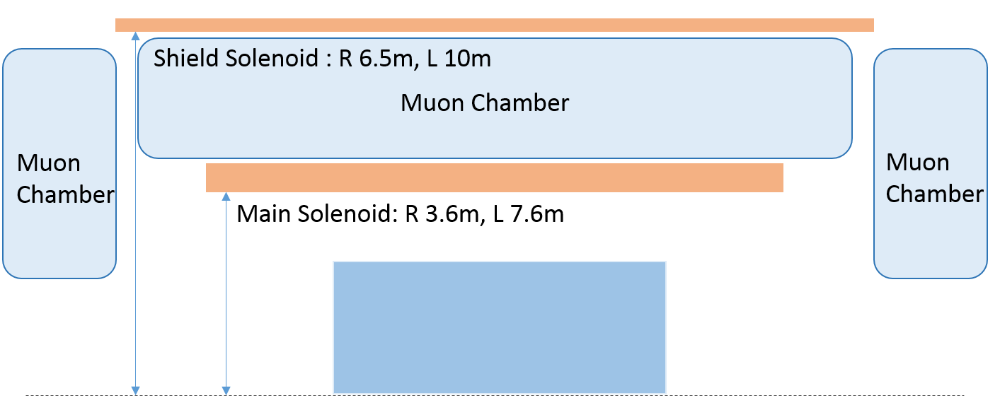 Shield Solenoid : R 6.5m, L 10m
Muon Chamber
Muon
Chamber
Muon
Chamber
Main Solenoid: R 3.6m, L 7.6m